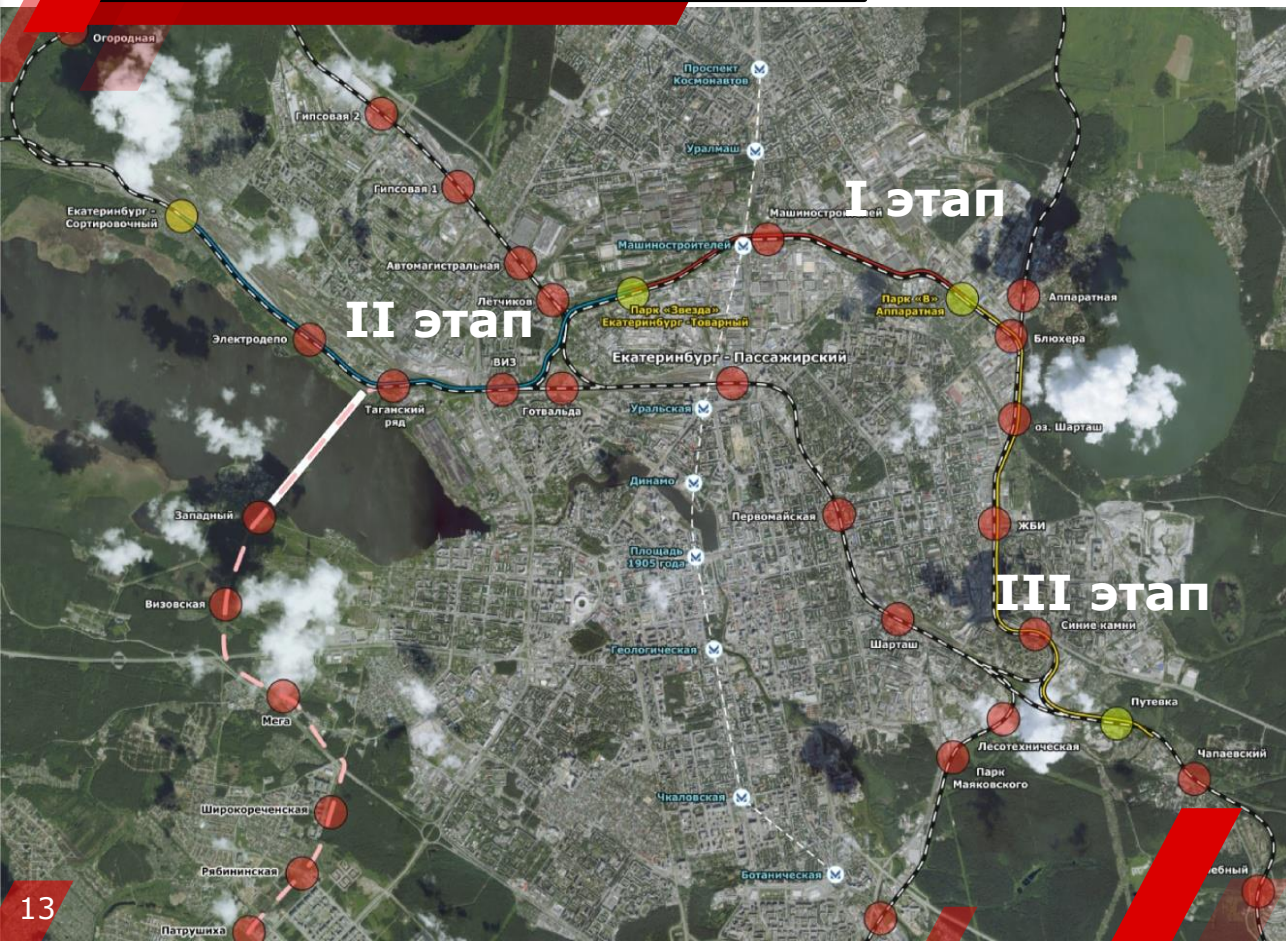 Огородная
Гипсовая 2
Проспект
Космонавтов
Уралмаш
Гипсовая 1
I этап
Екатеринбург -
Сортировочный
Машиностроителей
Машиностроителей
Автомагистральная
Лётчиков
Парк «Звезда»
Екатеринбург -Товарный
Парк «В»
Аппаратная
Аппаратная
II этап
Электродепо
Блюхера
ВИЗ
Екатеринбург - Пассажирский
Таганский
ряд
Готвальда
Уральская
оз. Шарташ
Динамо
Западный
Первомайская
ЖБИ
Площадь
1905 года
III этап
Визовская
Синие камни
Геологическая
Шарташ
Мега
Путевка
Лесотехническая
Чапаевский
Парк
Маяковского
Чкаловская
Широкореченская
Рябининская
Ботаническая
ебный
13
Патрушиха